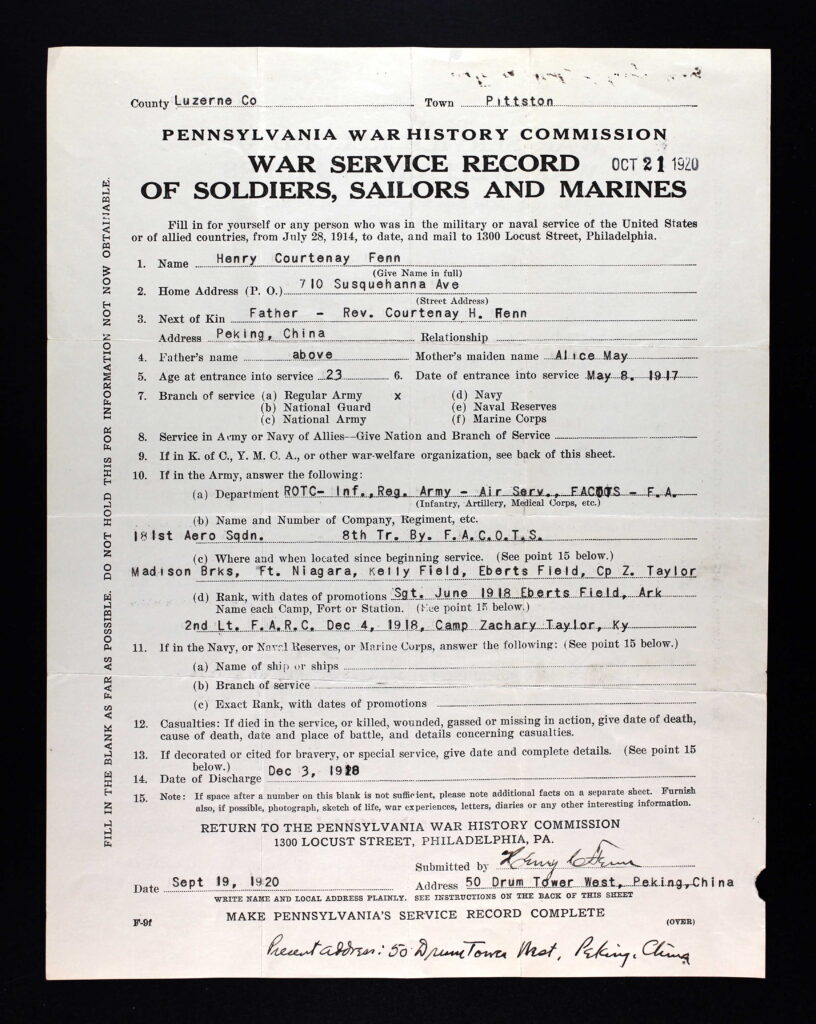 County Luzerne Co Town Pittston
PENNSYLVANIA WAR HISTORY COMMISSION
WAR SERVICE RECORD OCT 21 1920
OF SOLDIERS, SAILORS AND MARINES
Fill in for yourself or any person who was in the military or naval service of the United States
or of allied countries, from July 28, 1914, to date, and mail to 1300 Locust Street, Philadelphia.
1. Name Henry Courtenay Fenn
(Give Name in full)
2. Home Address (P. O.) 710 Susquehanna Ave
(Street Address)
3. Next of Kin Father - Rev. Courtenay H. Fenn
Address Peking, China Relationship
4. Father's name above Mother's maiden name Alice May
5. Age at entrance into service 23 6. Date of entrance into service May 8. 1917
7. Branch of service (a) Regular Army x (d) Navy
(b) National Guard (e) Naval Reserves
(c) National Army (f) Marine Corps
8. Service in Army or Navy of Allies—Give Nation and Branch of Service
9. If in K. of C., Y. M. C. A., or other war-welfare organization, see back of this sheet.
10. If in the Army, answer the following:
(a) Department ROTC- Inf., Reg. Army - Air Serv., FACOTS - F.A.
(Infantry, Artillery, Medical Corps, etc.)
(b) Name and Number of Company, Regiment, etc.
181st Aero Sqdn. 8th Tr. By. F.A.C.O.T.S.
(c) Where and when located since beginning service. (See point 15 below.)
Madison Brks, Ft. Niagara, Kelly Field, Eberts Field, Cp Z. Taylor
(d) Rank, with dates of promotions Sgt. June 1918 Eberts Field, Ark
Name each Camp, Fort or Station. (See point 15 below.)
2nd Lt. F.A.R.C. Dec 4, 1918, Camp Zachary Taylor, Ky
11. If in the Navy, or Naval Reserves, or Marine Corps, answer the following: (See point 15 below.)
(a) Name of ship or ships
(b) Branch of service
(c) Exact Rank, with dates of promotions
12. Casualties: If died in the service, or killed, wounded, gassed or missing in action, give date of death,
cause of death, date and place of battle, and details concerning casualties.
13. If decorated or cited for bravery, or special service, give date and complete details. (See point 15
below.)
14. Date of Discharge Dec 3, 1918
15. Note: If space after a number on this blank is not sufficient, please note additional facts on a separate sheet. Furnish
also, if possible, photograph, sketch of life, war experiences, letters, diaries or any other interesting information.
RETURN TO THE PENNSYLVANIA WAR HISTORY COMMISSION
1300 LOCUST STREET, PHILADELPHIA, PA.
Submitted by Henry C Fenn
Date Sept 19, 1920 Address 50 Drum Tower West, Peking, China
WRITE NAME AND LOCAL ADDRESS PLAINLY. SEE INSTRUCTIONS ON THE BACK OF THIS SHEET
F-9f MAKE PENNSYLVANIA'S SERVICE RECORD COMPLETE (OVER)
Present address: 50 Drum Tower West, Peking, China
FILL IN THE BLANK AS FAR AS POSSIBLE. DO NOT HOLD THIS FOR INFORMATION NOT NOW OBTAINABLE.